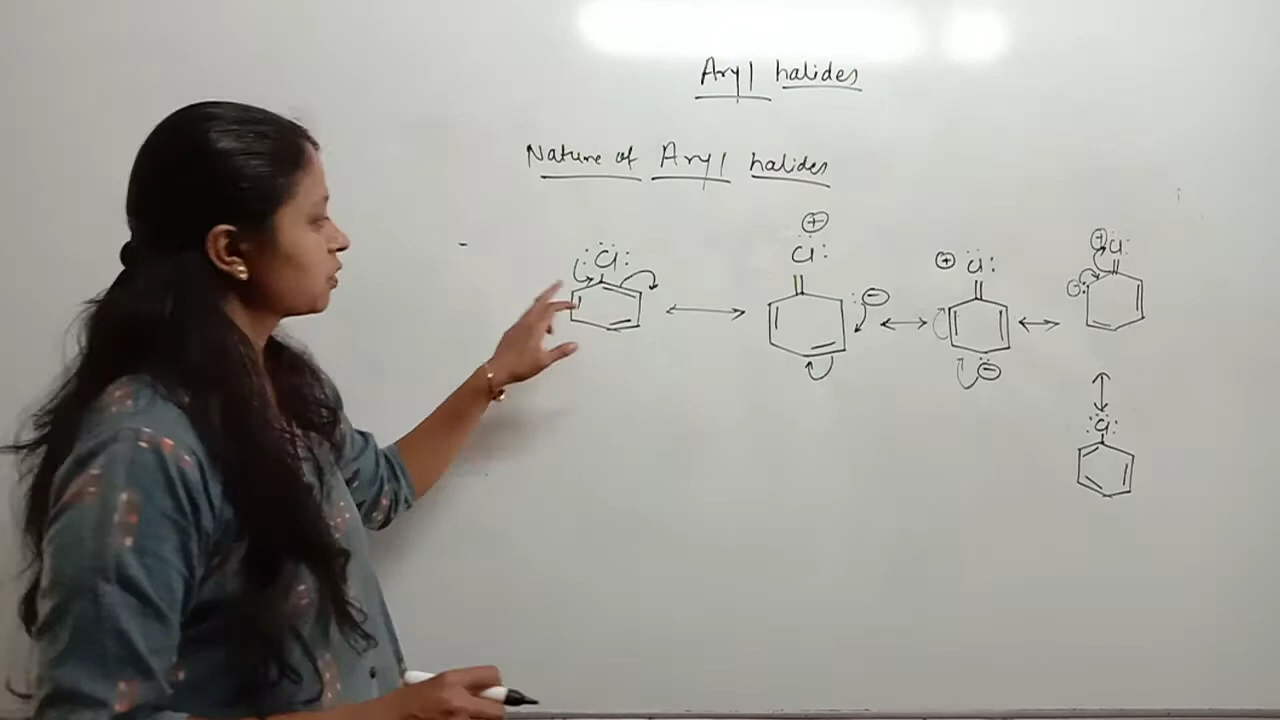 Aryl halides
Nature of Aryl halides
:C̈l: ⊕ C̈l: ⊖ ⊕ C̈l: ⊖ ⊕ C̈l: ⊖:
:C̈l: